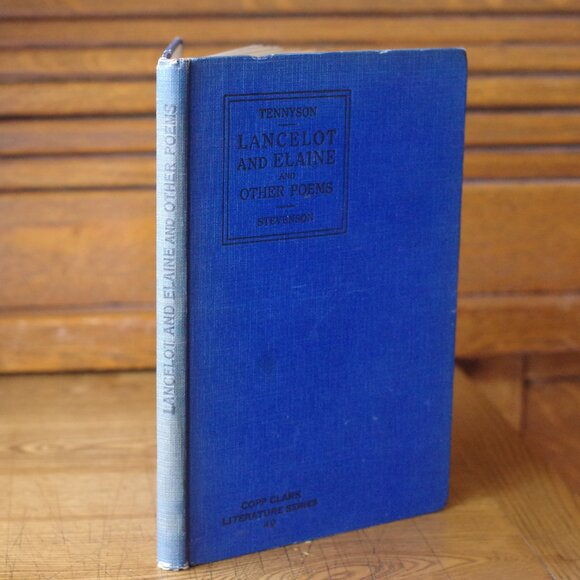 LANCELOT AND ELAINE AND OTHER POEMS
TENNYSON
LANCELOT
AND ELAINE
AND
OTHER POEMS
STEVENSON
COPP CLARK
LITERATURE SERIES